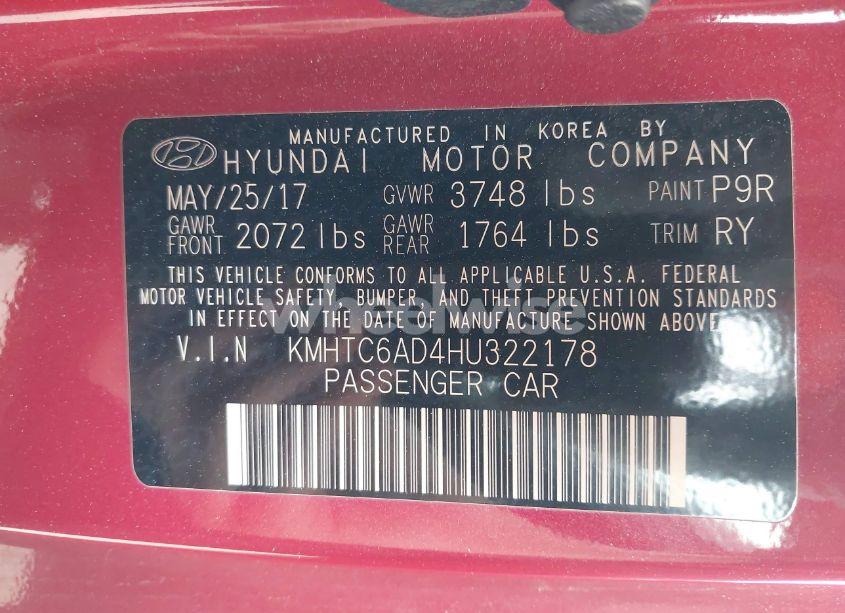 MANUFACTURED IN KOREA BY
HYUNDAI MOTOR COMPANY
MAY/25/17 GVWR 3748 lbs PAINT P9R
GAWR FRONT 2072 lbs GAWR REAR 1764 lbs TRIM RY
THIS VEHICLE CONFORMS TO ALL APPLICABLE U.S.A. FEDERAL
MOTOR VEHICLE SAFETY, BUMPER, AND THEFT PREVENTION STANDARDS
IN EFFECT ON THE DATE OF MANUFACTURE SHOWN ABOVE.
wheelwise
V.I.N KMHTC6AD4HU322178
PASSENGER CAR